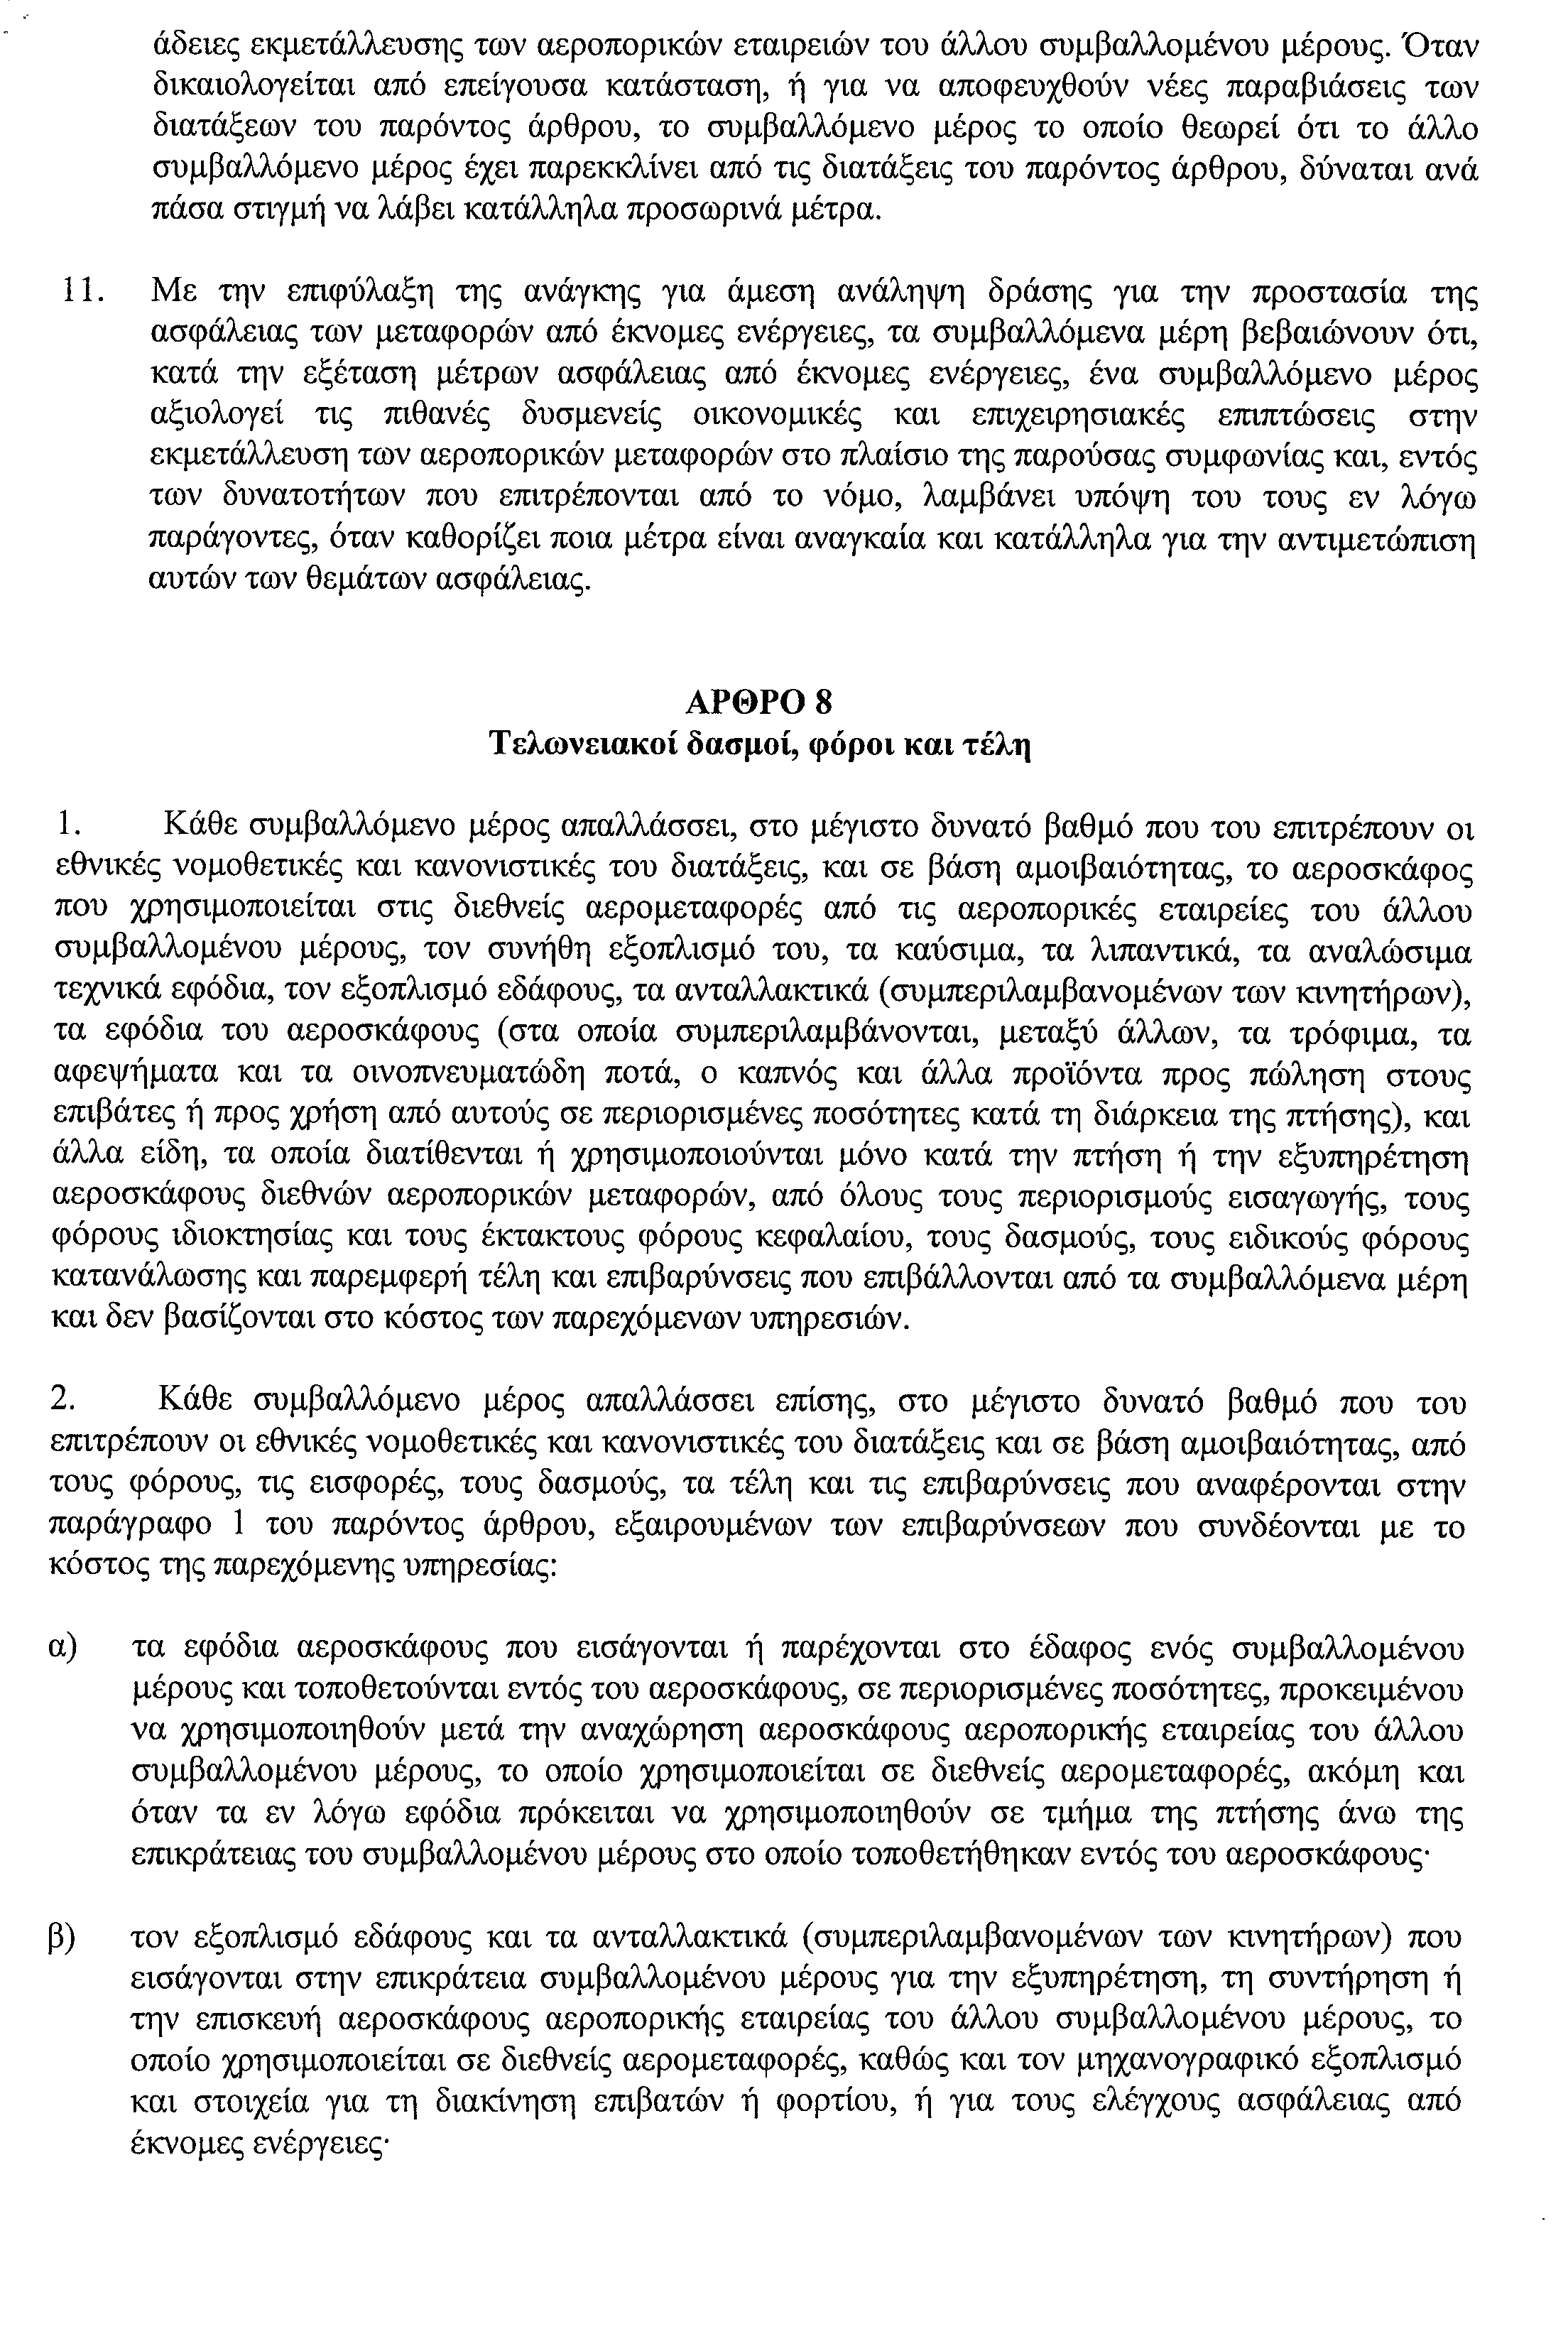 άδειες εκμετάλλευσης των αεροπορικών εταιρειών του άλλου συμβαλλομένου μέρους. Όταν
δικαιολογείται από επείγουσα κατάσταση, ή για να αποφευχθούν νέες παραβιάσεις των
διατάξεων του παρόντος άρθρου, το συμβαλλόμενο μέρος το οποίο θεωρεί ότι το άλλο
συμβαλλόμενο μέρος έχει παρεκκλίνει από τις διατάξεις του παρόντος άρθρου, δύναται ανά
πάσα στιγμή να λάβει κατάλληλα προσωρινά μέτρα.
11. Με την επιφύλαξη της ανάγκης για άμεση ανάληψη δράσης για την προστασία της
ασφάλειας των μεταφορών από έκνομες ενέργειες, τα συμβαλλόμενα μέρη βεβαιώνουν ότι,
κατά την εξέταση μέτρων ασφάλειας από έκνομες ενέργειες, ένα συμβαλλόμενο μέρος
αξιολογεί τις πιθανές δυσμενείς οικονομικές και επιχειρησιακές επιπτώσεις στην
εκμετάλλευση των αεροπορικών μεταφορών στο πλαίσιο της παρούσας συμφωνίας και, εντός
των δυνατοτήτων που επιτρέπονται από το νόμο, λαμβάνει υπόψη του τους εν λόγω
παράγοντες, όταν καθορίζει ποια μέτρα είναι αναγκαία και κατάλληλα για την αντιμετώπιση
αυτών των θεμάτων ασφάλειας.
ΑΡΘΡΟ 8
Τελωνειακοί δασμοί, φόροι και τέλη
1. Κάθε συμβαλλόμενο μέρος απαλλάσσει, στο μέγιστο δυνατό βαθμό που του επιτρέπουν οι
εθνικές νομοθετικές και κανονιστικές του διατάξεις, και σε βάση αμοιβαιότητας, το αεροσκάφος
που χρησιμοποιείται στις διεθνείς αερομεταφορές από τις αεροπορικές εταιρείες του άλλου
συμβαλλομένου μέρους, τον συνήθη εξοπλισμό του, τα καύσιμα, τα λιπαντικά, τα αναλώσιμα
τεχνικά εφόδια, τον εξοπλισμό εδάφους, τα ανταλλακτικά (συμπεριλαμβανομένων των κινητήρων),
τα εφόδια του αεροσκάφους (στα οποία συμπεριλαμβάνονται, μεταξύ άλλων, τα τρόφιμα, τα
αφεψήματα και τα οινοπνευματώδη ποτά, ο καπνός και άλλα προϊόντα προς πώληση στους
επιβάτες ή προς χρήση από αυτούς σε περιορισμένες ποσότητες κατά τη διάρκεια της πτήσης), και
άλλα είδη, τα οποία διατίθενται ή χρησιμοποιούνται μόνο κατά την πτήση ή την εξυπηρέτηση
αεροσκάφους διεθνών αεροπορικών μεταφορών, από όλους τους περιορισμούς εισαγωγής, τους
φόρους ιδιοκτησίας και τους έκτακτους φόρους κεφαλαίου, τους δασμούς, τους ειδικούς φόρους
κατανάλωσης και παρεμφερή τέλη και επιβαρύνσεις που επιβάλλονται από τα συμβαλλόμενα μέρη
και δεν βασίζονται στο κόστος των παρεχόμενων υπηρεσιών.
2. Κάθε συμβαλλόμενο μέρος απαλλάσσει επίσης, στο μέγιστο δυνατό βαθμό που του
επιτρέπουν οι εθνικές νομοθετικές και κανονιστικές του διατάξεις και σε βάση αμοιβαιότητας, από
τους φόρους, τις εισφορές, τους δασμούς, τα τέλη και τις επιβαρύνσεις που αναφέρονται στην
παράγραφο 1 του παρόντος άρθρου, εξαιρουμένων των επιβαρύνσεων που συνδέονται με το
κόστος της παρεχόμενης υπηρεσίας:
α) τα εφόδια αεροσκάφους που εισάγονται ή παρέχονται στο έδαφος ενός συμβαλλομένου
μέρους και τοποθετούνται εντός του αεροσκάφους, σε περιορισμένες ποσότητες, προκειμένου
να χρησιμοποιηθούν μετά την αναχώρηση αεροσκάφους αεροπορικής εταιρείας του άλλου
συμβαλλομένου μέρους, το οποίο χρησιμοποιείται σε διεθνείς αερομεταφορές, ακόμη και
όταν τα εν λόγω εφόδια πρόκειται να χρησιμοποιηθούν σε τμήμα της πτήσης άνω της
επικράτειας του συμβαλλομένου μέρους στο οποίο τοποθετήθηκαν εντός του αεροσκάφους·
β) τον εξοπλισμό εδάφους και τα ανταλλακτικά (συμπεριλαμβανομένων των κινητήρων) που
εισάγονται στην επικράτεια συμβαλλομένου μέρους για την εξυπηρέτηση, τη συντήρηση ή
την επισκευή αεροσκάφους αεροπορικής εταιρείας του άλλου συμβαλλομένου μέρους, το
οποίο χρησιμοποιείται σε διεθνείς αερομεταφορές, καθώς και τον μηχανογραφικό εξοπλισμό
και στοιχεία για τη διακίνηση επιβατών ή φορτίου, ή για τους ελέγχους ασφάλειας από
έκνομες ενέργειες·